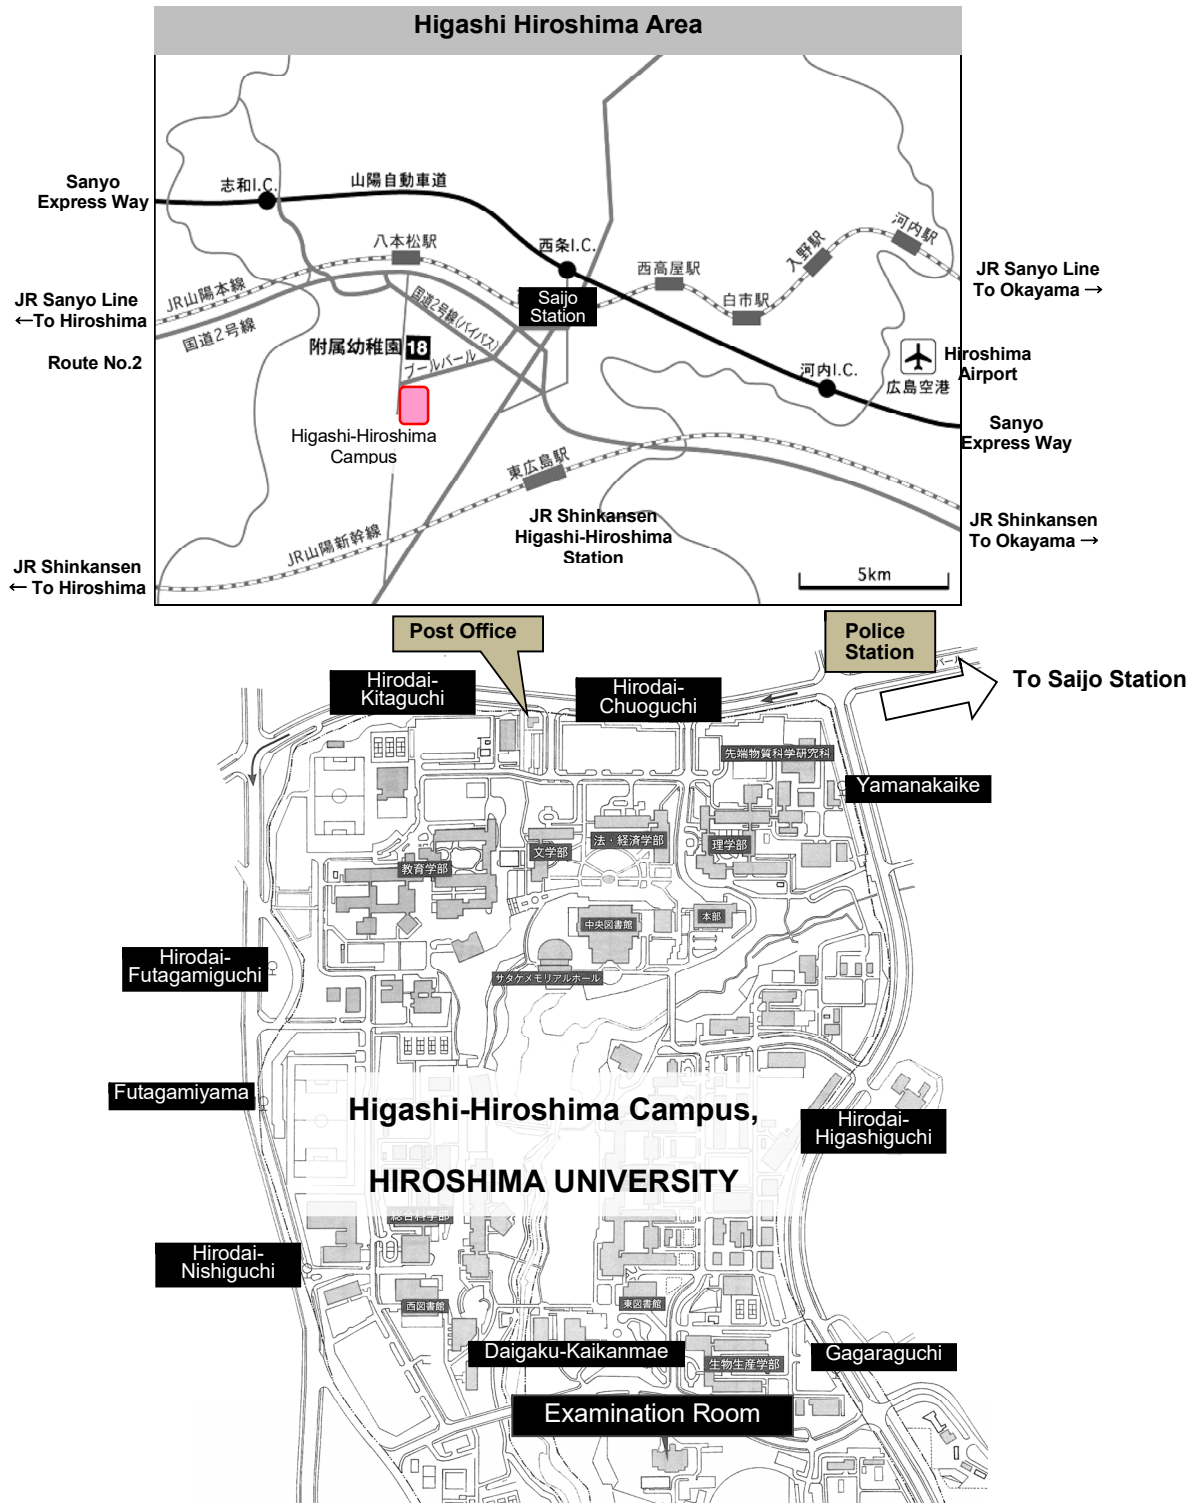 Higashi Hiroshima Area
Sanyo
Express Way
志和I.C.
山陽自動車道
八本松駅
西条I.C.
西高屋駅
入野駅
河内駅
JR Sanyo Line
To Okayama →
JR Sanyo Line
←To Hiroshima
JR山陽本線
国道2号線
国道2号線(バイパス)
Saijo
Station
白市駅
Route No.2
附属幼稚園 18
ブールバール
河内I.C.
広島空港
Hiroshima
Airport
Higashi-Hiroshima
Campus
Sanyo
Express Way
東広島駅
JR Shinkansen
Higashi-Hiroshima
Station
JR山陽新幹線
JR Shinkansen
To Okayama →
JR Shinkansen
← To Hiroshima
5km
Post Office
Police
Station
バール
To Saijo Station
Hirodai-
Kitaguchi
Hirodai-
Chuoguchi
先端物質科学研究科
Yamanakaike
教育学部
文学部
法・経済学部
理学部
中央図書館
本部
サタケメモリアルホール
Hirodai-
Futagamiguchi
Futagamiyama
Higashi-Hiroshima Campus,
HIROSHIMA UNIVERSITY
Hirodai-
Higashiguchi
総合科学部
Hirodai-
Nishiguchi
西図書館
東図書館
Daigaku-Kaikanmae
生物生産学部
Gagaraguchi
Examination Room